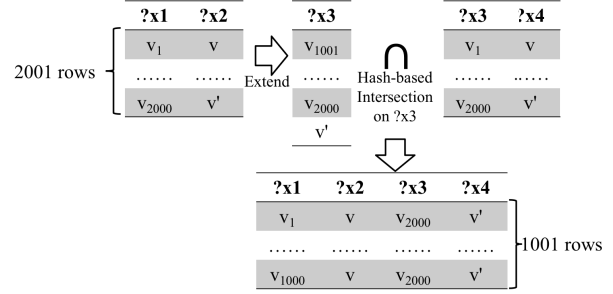 ?x1 ?x2 ?x3 ?x3 ?x4
v1 v v1001 v1 v
2001 rows
...... ...... ...... ...... ......
Extend
Hash-based
Intersection
on ?x3
v2000 v' v2000 v2000 v'
v'
?x1 ?x2 ?x3 ?x4
v1 v v2000 v'
...... ...... ...... ......
1001 rows
v1000 v v2000 v'